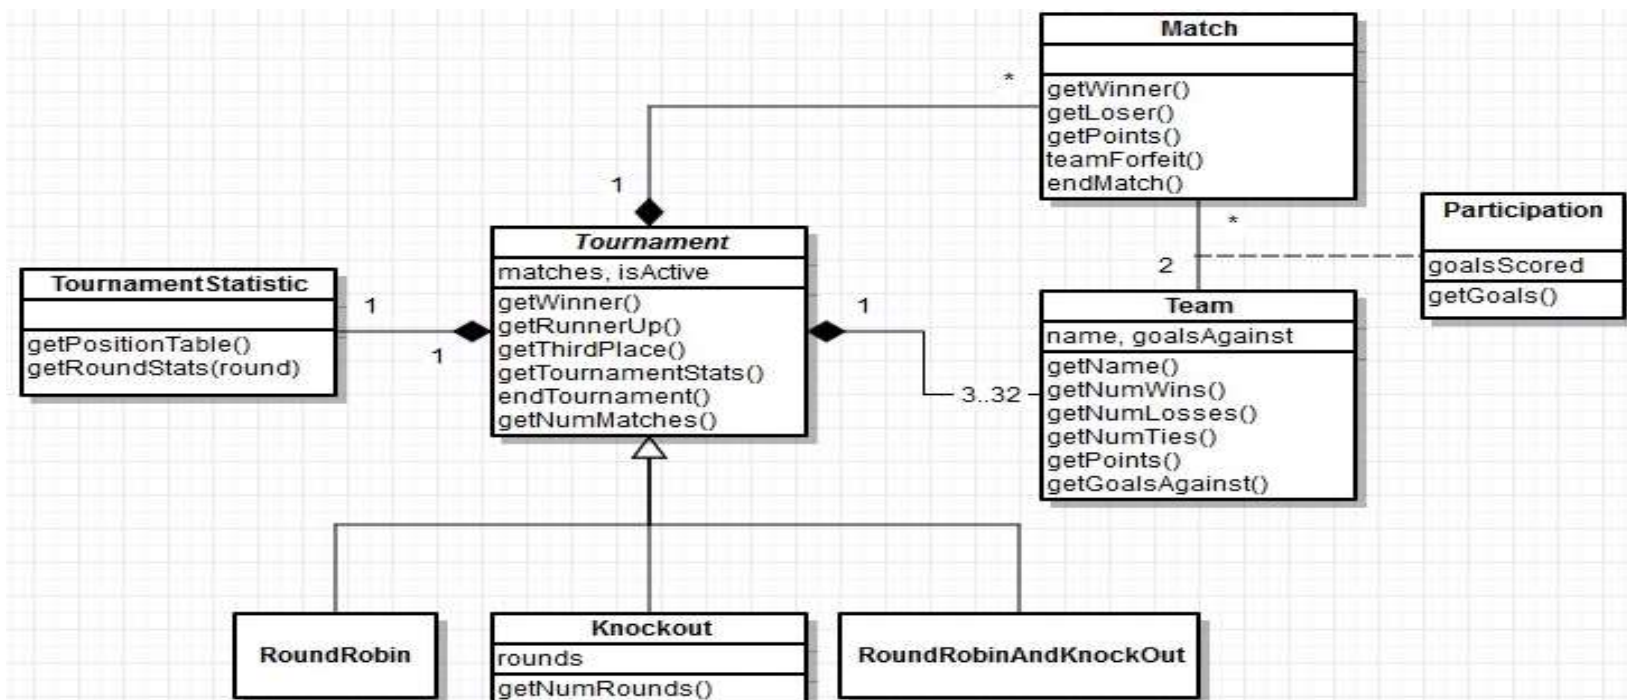 Match
getWinner()
getLoser()
getPoints()
teamForfeit()
endMatch()
*
1
*
2
Participation
goalsScored
getGoals()
Tournament
matches, isActive
getWinner()
getRunnerUp()
getThirdPlace()
getTournamentStats()
endTournament()
getNumMatches()
TournamentStatistic
getPositionTable()
getRoundStats(round)
1
1
1
3..32
Team
name, goalsAgainst
getName()
getNumWins()
getNumLosses()
getNumTies()
getPoints()
getGoalsAgainst()
RoundRobin
Knockout
rounds
getNumRounds()
RoundRobinAndKnockOut